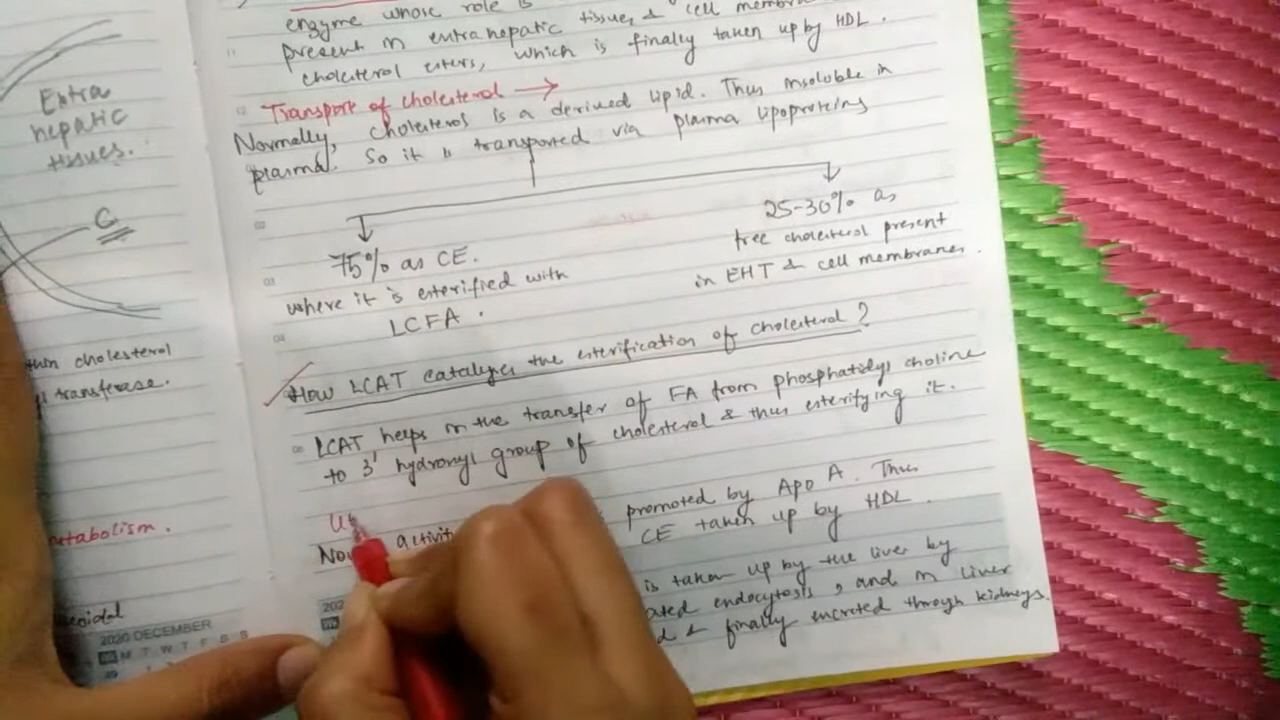 Extra
hepatic
tissues.
C
thin cholesterol
transferase.
metabolism.
2020 DECEMBER
M T W T F S S
enzyme whose role is
present in extrahepatic tissues & cell
cholesterol esters, which is finally taken up by HDL.
Transport of cholesterol →
Normally, cholesterol is a derived lipid. Thus insoluble in
plasma. So it is transported via plasma lipoproteins
75% as CE.
where it is esterified with
LCFA.
25-30% as
free cholesterol present
in EHT & cell membranes.
How LCAT catalyses the esterification of cholesterol?
LCAT helps in the transfer of FA from phosphatidyl choline
to 3' hydroxyl group of cholesterol & thus esterifying it.
promoted by Apo A. Thus
CE taken up by HDL.
is taken up by the liver by
ated endocytosis, and in liver
d & finally excreted through kidneys.